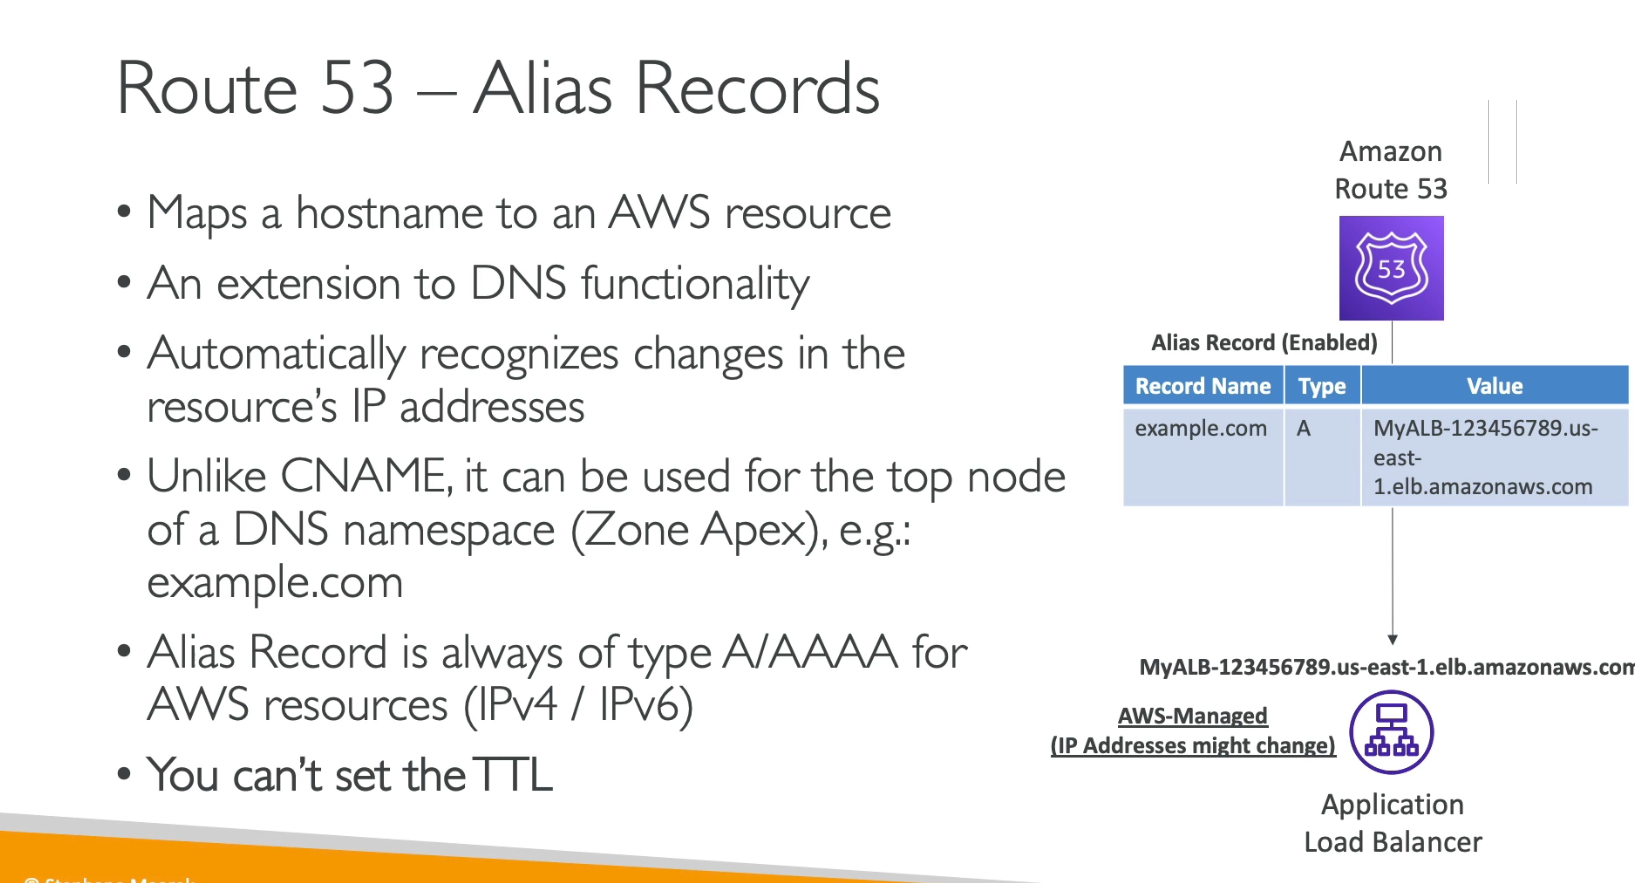 Route 53 – Alias Records
• Maps a hostname to an AWS resource
• An extension to DNS functionality
• Automatically recognizes changes in the
resource's IP addresses
• Unlike CNAME, it can be used for the top node
of a DNS namespace (Zone Apex), e.g.:
example.com
• Alias Record is always of type A/AAAA for
AWS resources (IPv4 / IPv6)
• You can't set the TTL
Amazon
Route 53
53
Alias Record (Enabled)
Record Name Type Value
example.com A MyALB-123456789.us-
east-
1.elb.amazonaws.com
MyALB-123456789.us-east-1.elb.amazonaws.com
AWS-Managed
(IP Addresses might change)
Application
Load Balancer